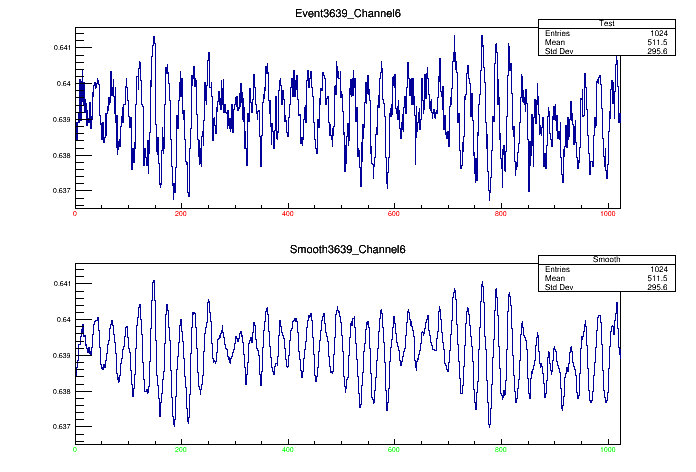 Event3639_Channel6
Test
Entries 1024
Mean 511.5
Std Dev 295.6
0.641
0.64
0.639
0.638
0.637
0 200 400 600 800 1000
Smooth3639_Channel6
Smooth
Entries 1024
Mean 511.5
Std Dev 295.6
0.641
0.64
0.639
0.638
0.637
0 200 400 600 800 1000